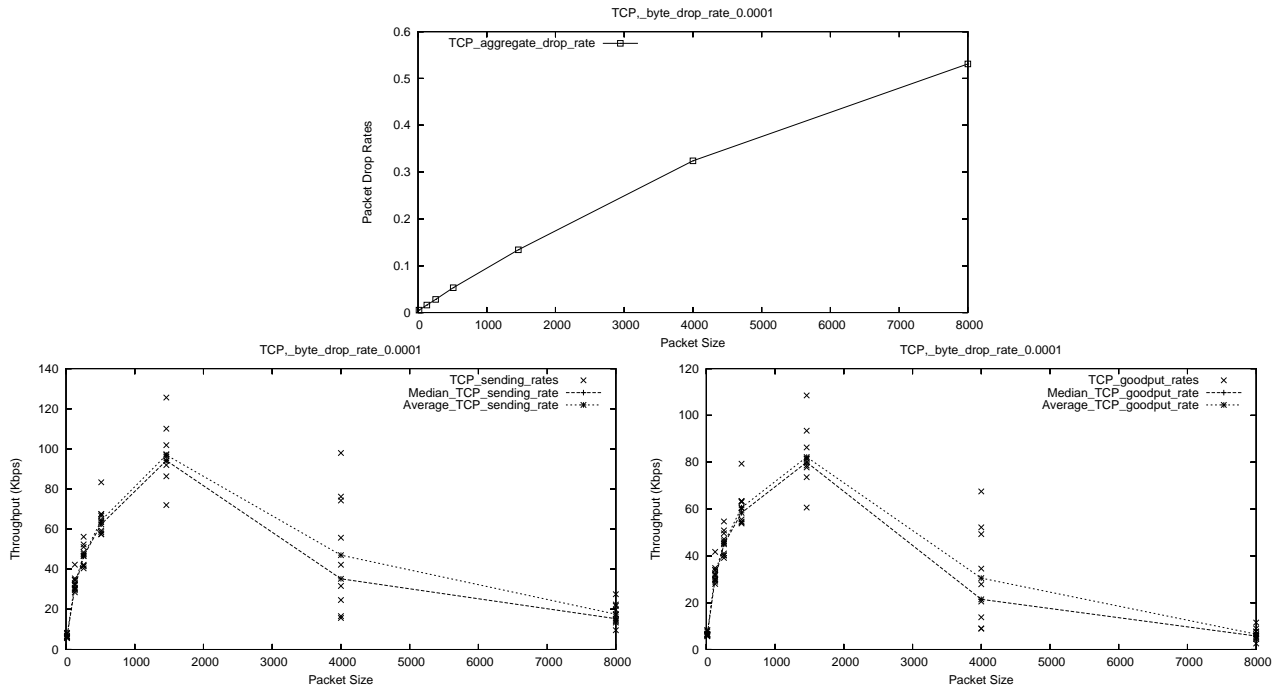 TCP,_byte_drop_rate_0.0001
TCP_aggregate_drop_rate
0.6
0.5
0.4
0.3
0.2
0.1
0
Packet Drop Rates
0 1000 2000 3000 4000 5000 6000 7000 8000
Packet Size
TCP,_byte_drop_rate_0.0001
TCP_sending_rates
Median_TCP_sending_rate
Average_TCP_sending_rate
140
120
100
80
60
40
20
0
Throughput (Kbps)
0 1000 2000 3000 4000 5000 6000 7000 8000
Packet Size
TCP,_byte_drop_rate_0.0001
TCP_goodput_rates
Median_TCP_goodput_rate
Average_TCP_goodput_rate
120
100
80
60
40
20
0
Throughput (Kbps)
0 1000 2000 3000 4000 5000 6000 7000 8000
Packet Size